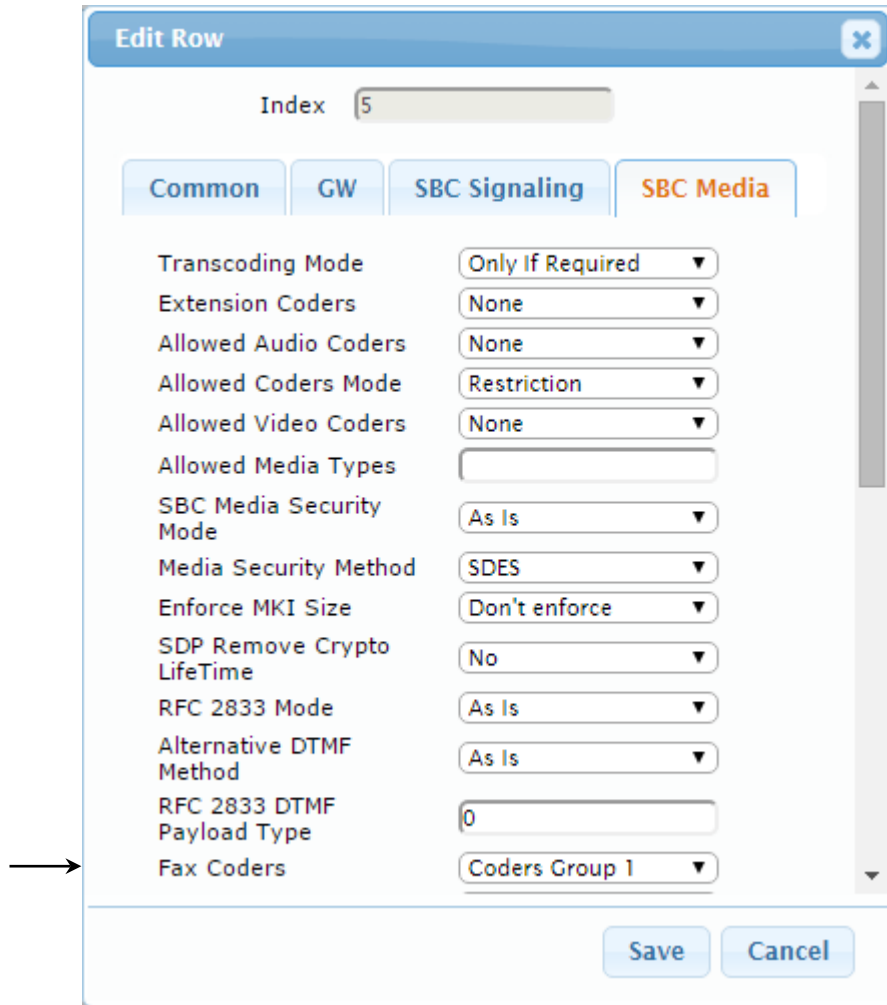 Edit Row
Index 5
Common GW SBC Signaling SBC Media
Transcoding Mode Only If Required
Extension Coders None
Allowed Audio Coders None
Allowed Coders Mode Restriction
Allowed Video Coders None
Allowed Media Types
SBC Media Security
Mode As Is
Media Security Method SDES
Enforce MKI Size Don't enforce
SDP Remove Crypto
LifeTime No
RFC 2833 Mode As Is
Alternative DTMF
Method As Is
RFC 2833 DTMF
Payload Type 0
Fax Coders Coders Group 1
Save Cancel